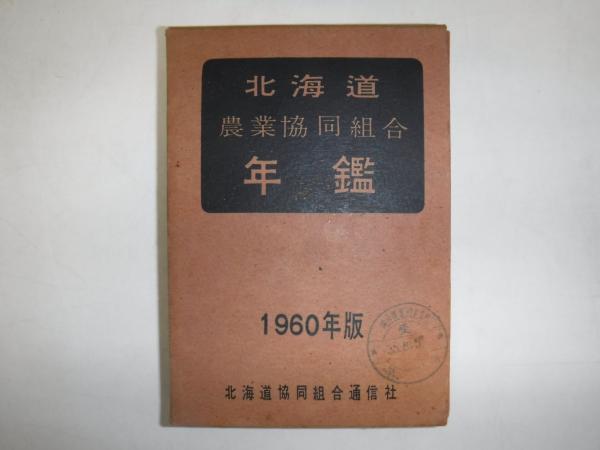 北海道
農業協同組合
年鑑
1960年版
北海道協同組合通信社